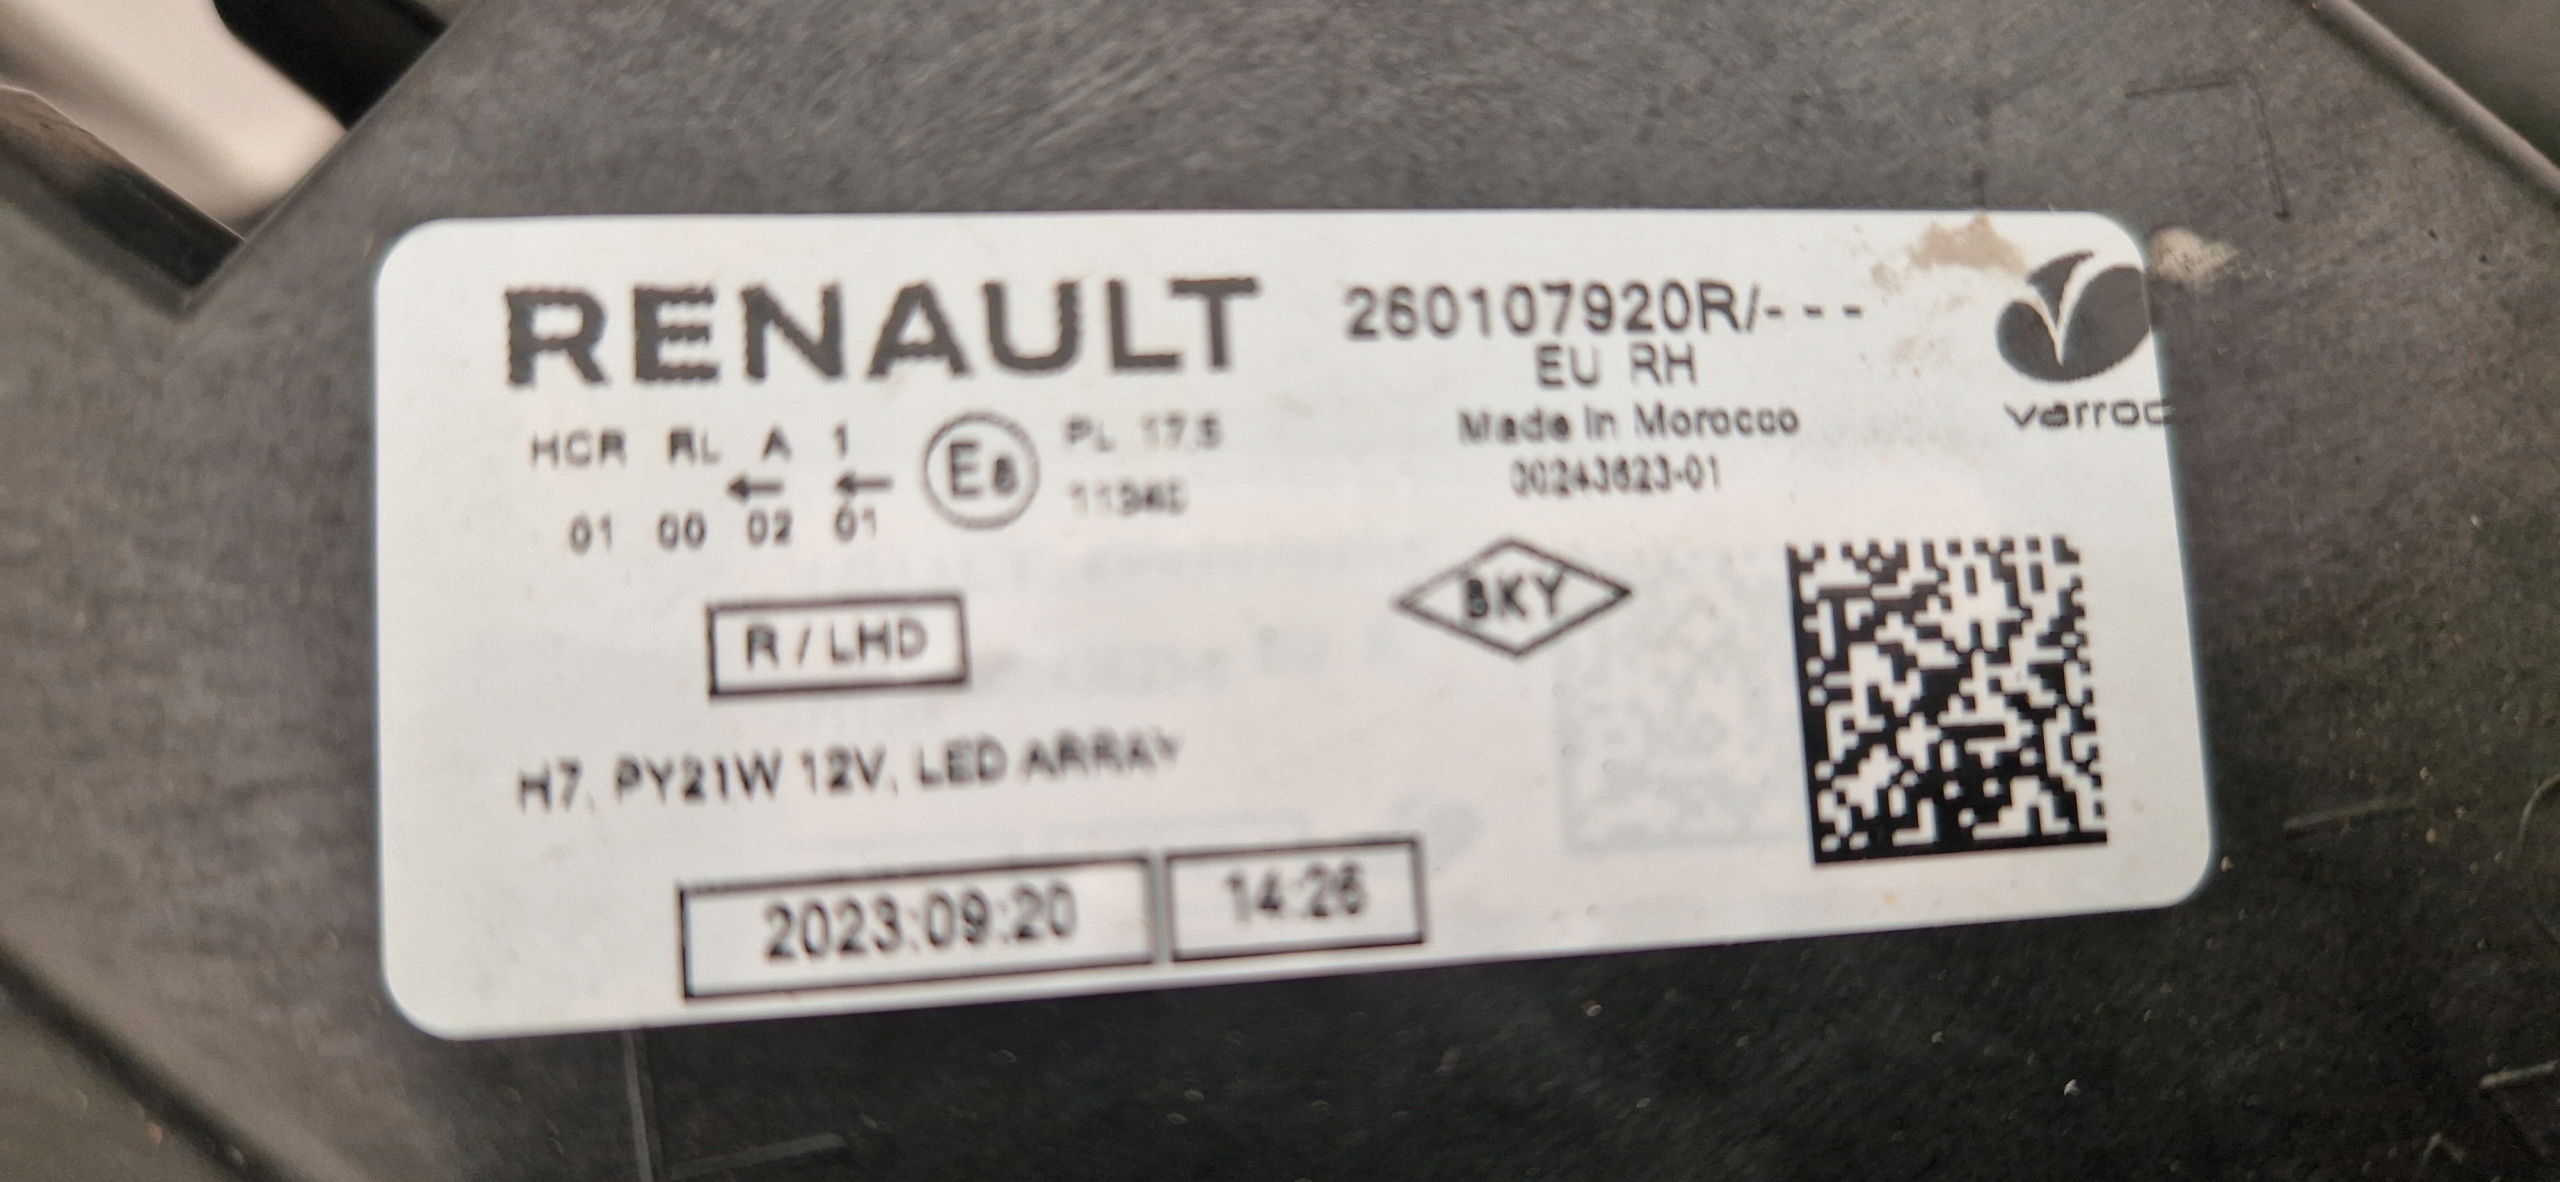 RENAULT
260107920R/---
EU RH
Made In Morocco
00243623-01
varroc
HCR RL A 1
← ←
01 00 02 01
E8
PL 17.5
R / LHD
BKY
H7, PY21W 12V, LED ARRAY
2023:09:20
14:26